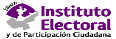 Instituto
Electoral
y de Participación Ciudadana